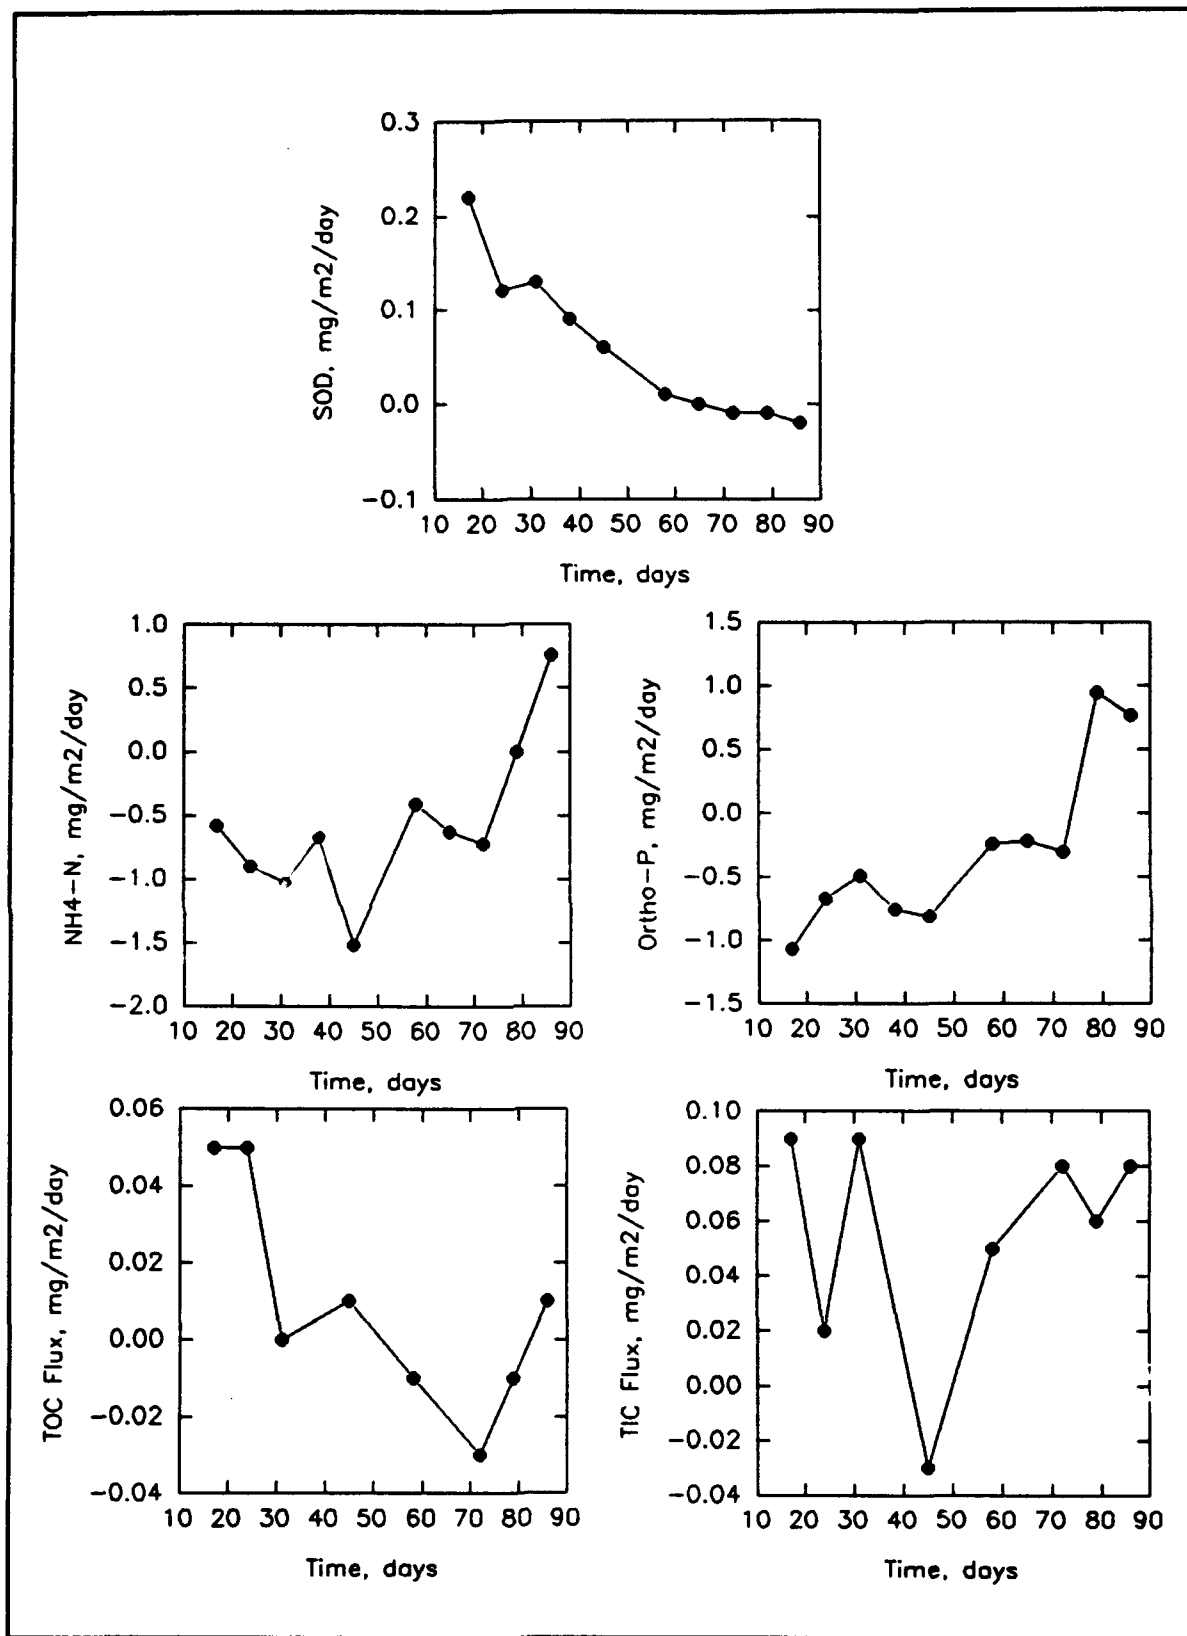 0.3
0.2
0.1
0.0
−0.1
SOD, mg/m2/day
10 20 30 40 50 60 70 80 90
Time, days
1.0
0.5
0.0
−0.5
−1.0
−1.5
−2.0
NH4−N, mg/m2/day
10 20 30 40 50 60 70 80 90
Time, days
1.5
1.0
0.5
0.0
−0.5
−1.0
−1.5
Ortho−P, mg/m2/day
10 20 30 40 50 60 70 80 90
Time, days
0.06
0.04
0.02
0.00
−0.02
−0.04
TOC Flux, mg/m2/day
10 20 30 40 50 60 70 80 90
Time, days
0.10
0.08
0.06
0.04
0.02
0.00
−0.02
−0.04
TIC Flux, mg/m2/day
10 20 30 40 50 60 70 80 90
Time, days